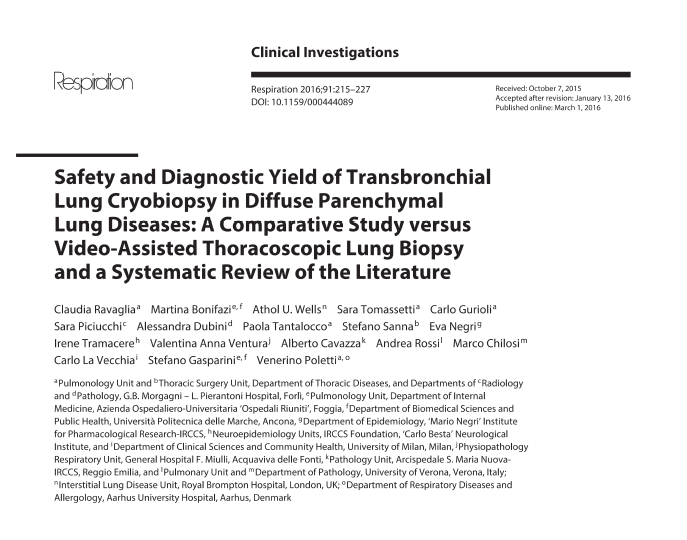 Clinical Investigations
Respiration
Respiration 2016;91:215–227
DOI: 10.1159/000444089
Received: October 7, 2015
Accepted after revision: January 13, 2016
Published online: March 1, 2016
Safety and Diagnostic Yield of Transbronchial
Lung Cryobiopsy in Diffuse Parenchymal
Lung Diseases: A Comparative Study versus
Video-Assisted Thoracoscopic Lung Biopsy
and a Systematic Review of the Literature
Claudia Ravaglia a Martina Bonifazi e, f Athol U. Wells n Sara Tomassetti a Carlo Gurioli a
Sara Piciucchi c Alessandra Dubini d Paola Tantalocco a Stefano Sanna b Eva Negri g
Irene Tramacere h Valentina Anna Ventura j Alberto Cavazza k Andrea Rossi l Marco Chilosi m
Carlo La Vecchia i Stefano Gasparini e, f Venerino Poletti a, o
a Pulmonology Unit and b Thoracic Surgery Unit, Department of Thoracic Diseases, and Departments of c Radiology
and d Pathology, G.B. Morgagni – L. Pierantoni Hospital, Forlì, e Pulmonology Unit, Department of Internal
Medicine, Azienda Ospedaliero-Universitaria 'Ospedali Riuniti', Foggia, f Department of Biomedical Sciences and
Public Health, Università Politecnica delle Marche, Ancona, g Department of Epidemiology, 'Mario Negri' Institute
for Pharmacological Research-IRCCS, h Neuroepidemiology Units, IRCCS Foundation, 'Carlo Besta' Neurological
Institute, and i Department of Clinical Sciences and Community Health, University of Milan, Milan, j Physiopathology
Respiratory Unit, General Hospital F. Miulli, Acquaviva delle Fonti, k Pathology Unit, Arcispedale S. Maria Nuova-
IRCCS, Reggio Emilia, and l Pulmonary Unit and m Department of Pathology, University of Verona, Verona, Italy;
n Interstitial Lung Disease Unit, Royal Brompton Hospital, London, UK; o Department of Respiratory Diseases and
Allergology, Aarhus University Hospital, Aarhus, Denmark